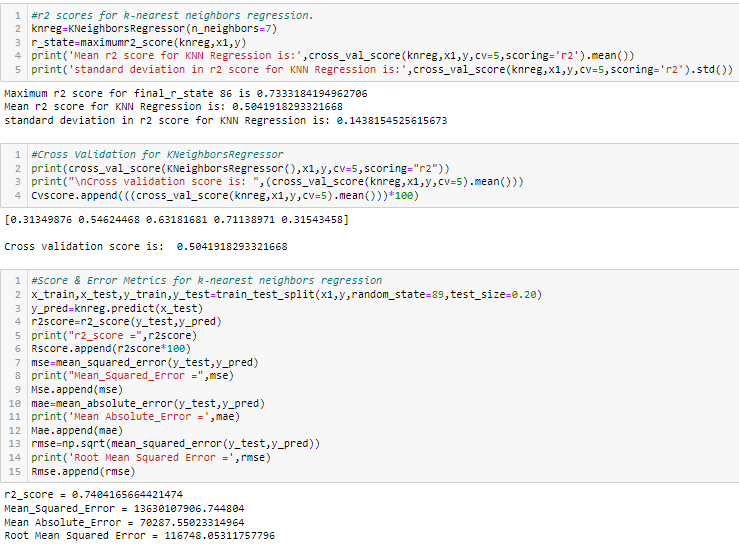 1 #r2 scores for k-nearest neighbors regression.
2 knreg=KNeighborsRegressor(n_neighbors=7)
3 r_state=maximumr2_score(knreg,x1,y)
4 print('Mean r2 score for KNN Regression is:',cross_val_score(knreg,x1,y,cv=5,scoring='r2').mean())
5 print('standard deviation in r2 score for KNN Regression is:',cross_val_score(knreg,x1,y,cv=5,scoring='r2').std())
Maximum r2 score for final_r_state 86 is 0.7333184194962706
Mean r2 score for KNN Regression is: 0.5041918293321668
standard deviation in r2 score for KNN Regression is: 0.1438154525615673
1 #Cross Validation for KNeighborsRegressor
2 print(cross_val_score(KNeighborsRegressor(),x1,y,cv=5,scoring="r2"))
3 print("\nCross validation score is: ",(cross_val_score(knreg,x1,y,cv=5).mean()))
4 Cvscore.append(((cross_val_score(knreg,x1,y,cv=5).mean()))*100)
[0.31349876 0.54624468 0.63181681 0.71138971 0.31543458]
Cross validation score is:  0.5041918293321668
1 #Score & Error Metrics for k-nearest neighbors regression
2 x_train,x_test,y_train,y_test=train_test_split(x1,y,random_state=89,test_size=0.20)
3 y_pred=knreg.predict(x_test)
4 r2score=r2_score(y_test,y_pred)
5 print("r2_score =",r2score)
6 Rscore.append(r2score*100)
7 mse=mean_squared_error(y_test,y_pred)
8 print("Mean_Squared_Error =",mse)
9 Mse.append(mse)
10 mae=mean_absolute_error(y_test,y_pred)
11 print('Mean Absolute_Error =',mae)
12 Mae.append(mae)
13 rmse=np.sqrt(mean_squared_error(y_test,y_pred))
14 print('Root Mean Squared Error =',rmse)
15 Rmse.append(rmse)
r2_score = 0.7404165664421474
Mean_Squared_Error = 13630107906.744804
Mean Absolute_Error = 70287.55023314964
Root Mean Squared Error = 116748.05311757796